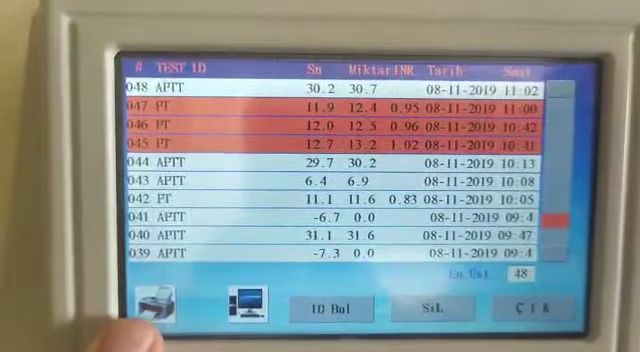 # TEST ID Sn Miktar INR Tarih Saat
048 APTT 30.2 30.7 08-11-2019 11:02
047 PT 11.9 12.4 0.95 08-11-2019 11:00
046 PT 12.0 12.5 0.96 08-11-2019 10:42
045 PT 12.7 13.2 1.02 08-11-2019 10:41
044 APTT 29.7 30.2 08-11-2019 10:13
043 APTT 6.4 6.9 08-11-2019 10:08
042 PT 11.1 11.6 0.83 08-11-2019 10:05
041 APTT -6.7 0.0 08-11-2019 09:4
040 APTT 31.1 31.6 08-11-2019 09:47
039 APTT -7.3 0.0 08-11-2019 09:4
En Ust 48
ID Bul SiL Ç I K